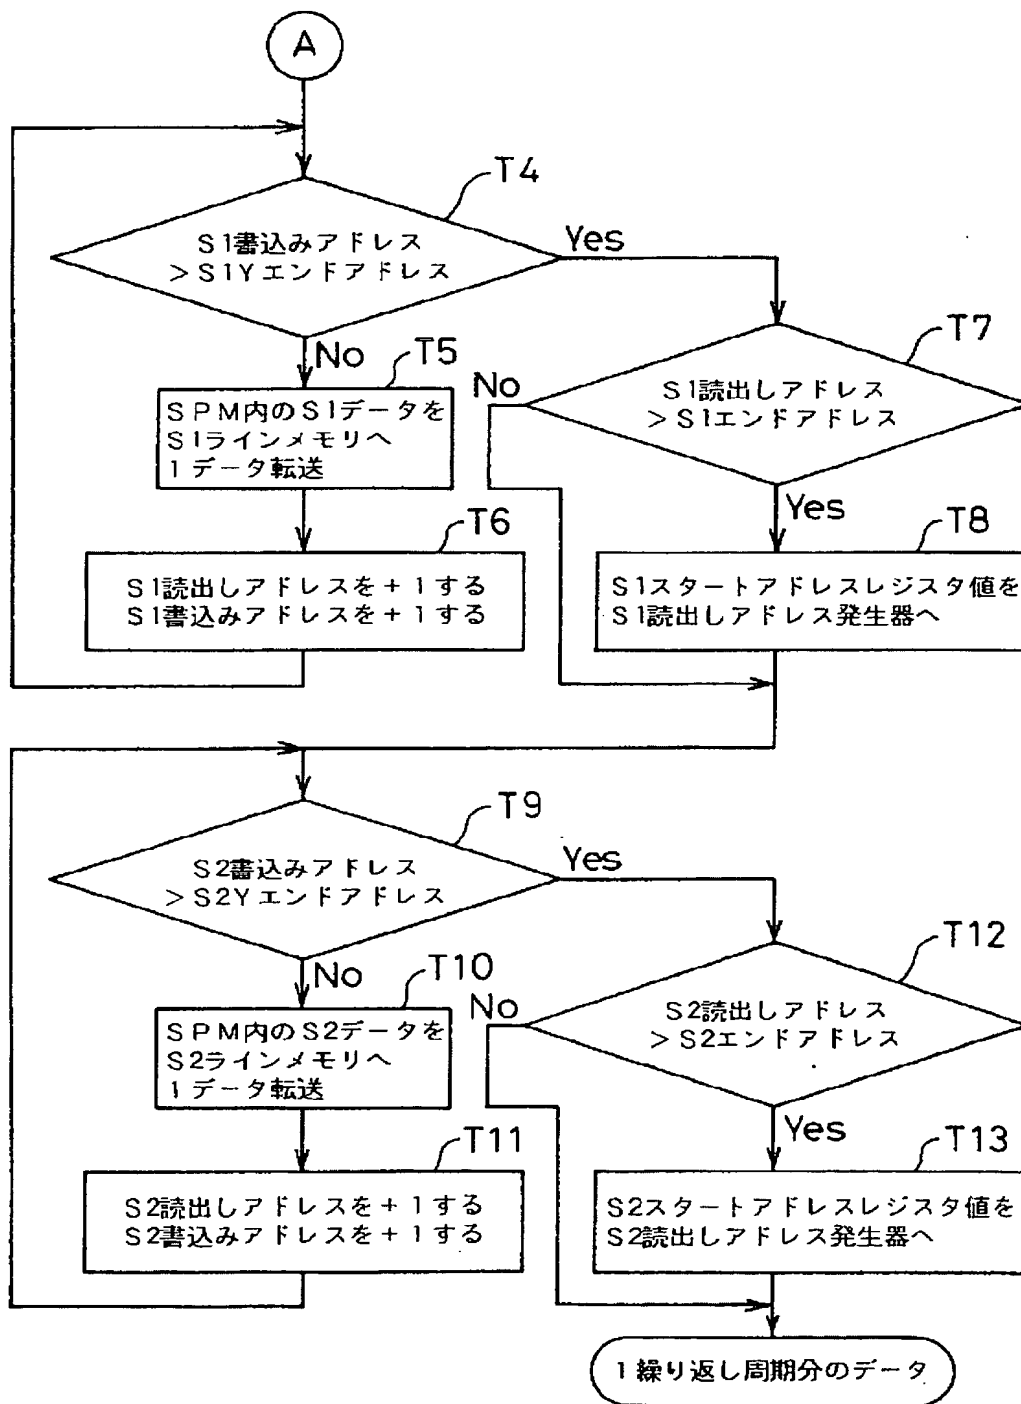 A
T4
S1書込みアドレス
>S1Yエンドアドレス
Yes
No
T5
SPM内のS1データを
S1ラインメモリへ
1データ転送
T6
S1読出しアドレスを+1する
S1書込みアドレスを+1する
T7
S1読出しアドレス
>S1エンドアドレス
No
Yes
T8
S1スタートアドレスレジスタ値を
S1読出しアドレス発生器へ
T9
S2書込みアドレス
>S2Yエンドアドレス
Yes
No
T10
SPM内のS2データを
S2ラインメモリへ
1データ転送
T11
S2読出しアドレスを+1する
S2書込みアドレスを+1する
T12
S2読出しアドレス
>S2エンドアドレス
No
Yes
T13
S2スタートアドレスレジスタ値を
S2読出しアドレス発生器へ
1繰り返し周期分のデータ